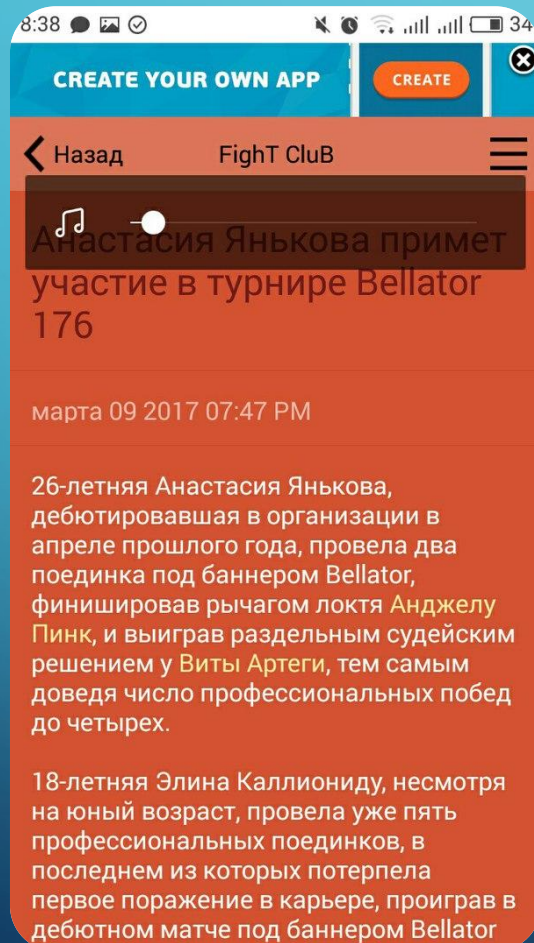 8:38
34
CREATE YOUR OWN APP
CREATE
Назад
FighT CluB
Анастасия Янькова примет
участие в турнире Bellator
176
марта 09 2017 07:47 PM
26-летняя Анастасия Янькова,
дебютировавшая в организации в
апреле прошлого года, провела два
поединка под баннером Bellator,
финишировав рычагом локтя Анджелу
Пинк, и выиграв раздельным судейским
решением у Виты Артеги, тем самым
доведя число профессиональных побед
до четырех.
18-летняя Элина Каллиониду, несмотря
на юный возраст, провела уже пять
профессиональных поединков, в
последнем из которых потерпела
первое поражение в карьере, проиграв в
дебютном матче под баннером Bellator